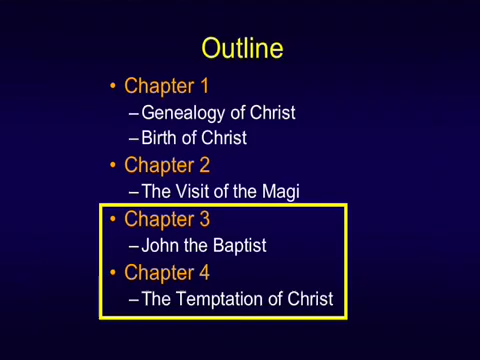 Outline
• Chapter 1
–Genealogy of Christ
–Birth of Christ
• Chapter 2
–The Visit of the Magi
• Chapter 3
–John the Baptist
• Chapter 4
–The Temptation of Christ